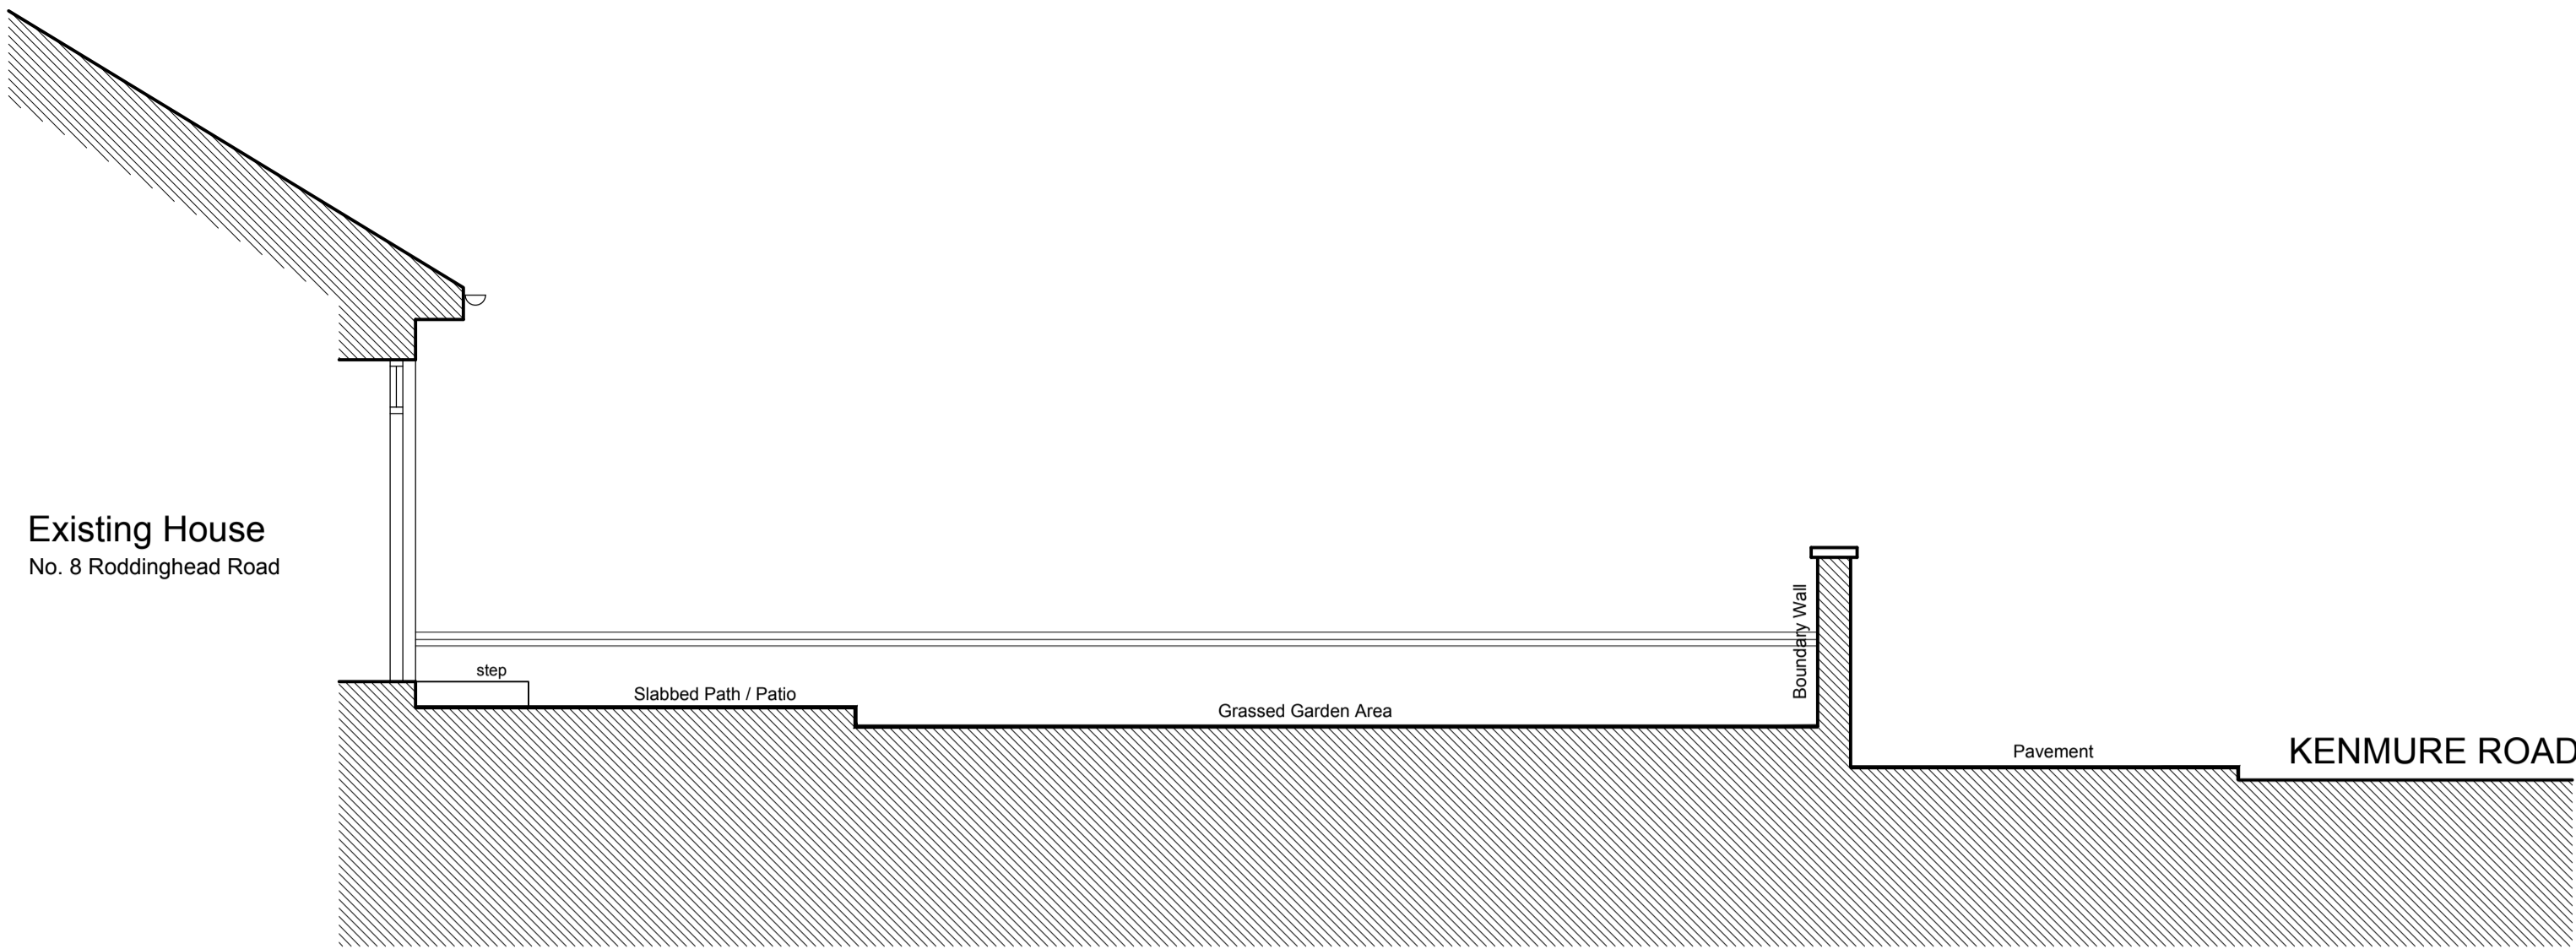 Existing House
No. 8 Roddinghead Road
step
Slabbed Path / Patio
Grassed Garden Area
Boundary Wall
Pavement
KENMURE ROAD